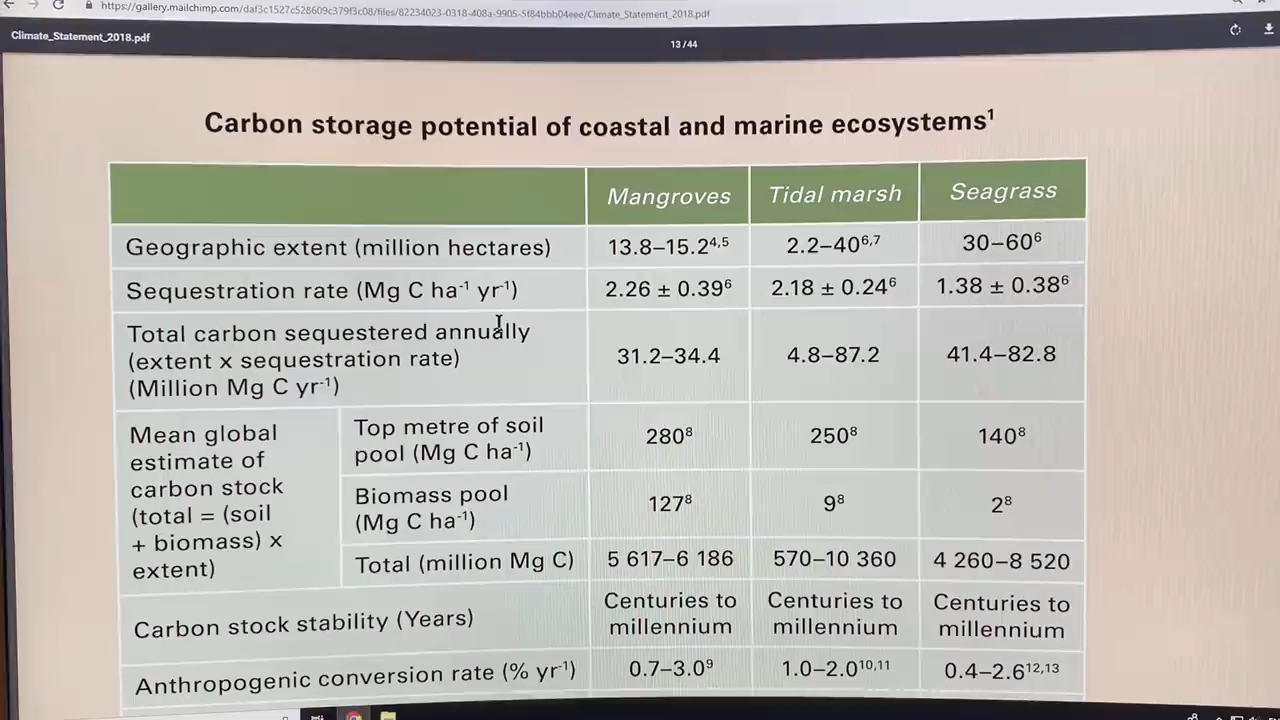 https://gallery.mailchimp.com/daf3c1527c528609c379f3c08/files/82234023-0318-408a-9905-5f84bbb04eee/Climate_Statement_2018.pdf
Climate_Statement_2018.pdf
13 / 44
Carbon storage potential of coastal and marine ecosystems¹
Mangroves Tidal marsh Seagrass
Geographic extent (million hectares) 13.8–15.2⁴,⁵ 2.2–40⁶,⁷ 30–60⁶
Sequestration rate (Mg C ha⁻¹ yr⁻¹) 2.26 ± 0.39⁶ 2.18 ± 0.24⁶ 1.38 ± 0.38⁶
Total carbon sequestered annually
(extent x sequestration rate) 31.2–34.4 4.8–87.2 41.4–82.8
(Million Mg C yr⁻¹)
Mean global
estimate of
carbon stock
(total = (soil
+ biomass) x
extent)
Top metre of soil
pool (Mg C ha⁻¹) 280⁸ 250⁸ 140⁸
Biomass pool
(Mg C ha⁻¹) 127⁸ 9⁸ 2⁸
Total (million Mg C) 5 617–6 186 570–10 360 4 260–8 520
Carbon stock stability (Years) Centuries to millennium Centuries to millennium Centuries to millennium
Anthropogenic conversion rate (% yr⁻¹) 0.7–3.0⁹ 1.0–2.0¹⁰,¹¹ 0.4–2.6¹²,¹³